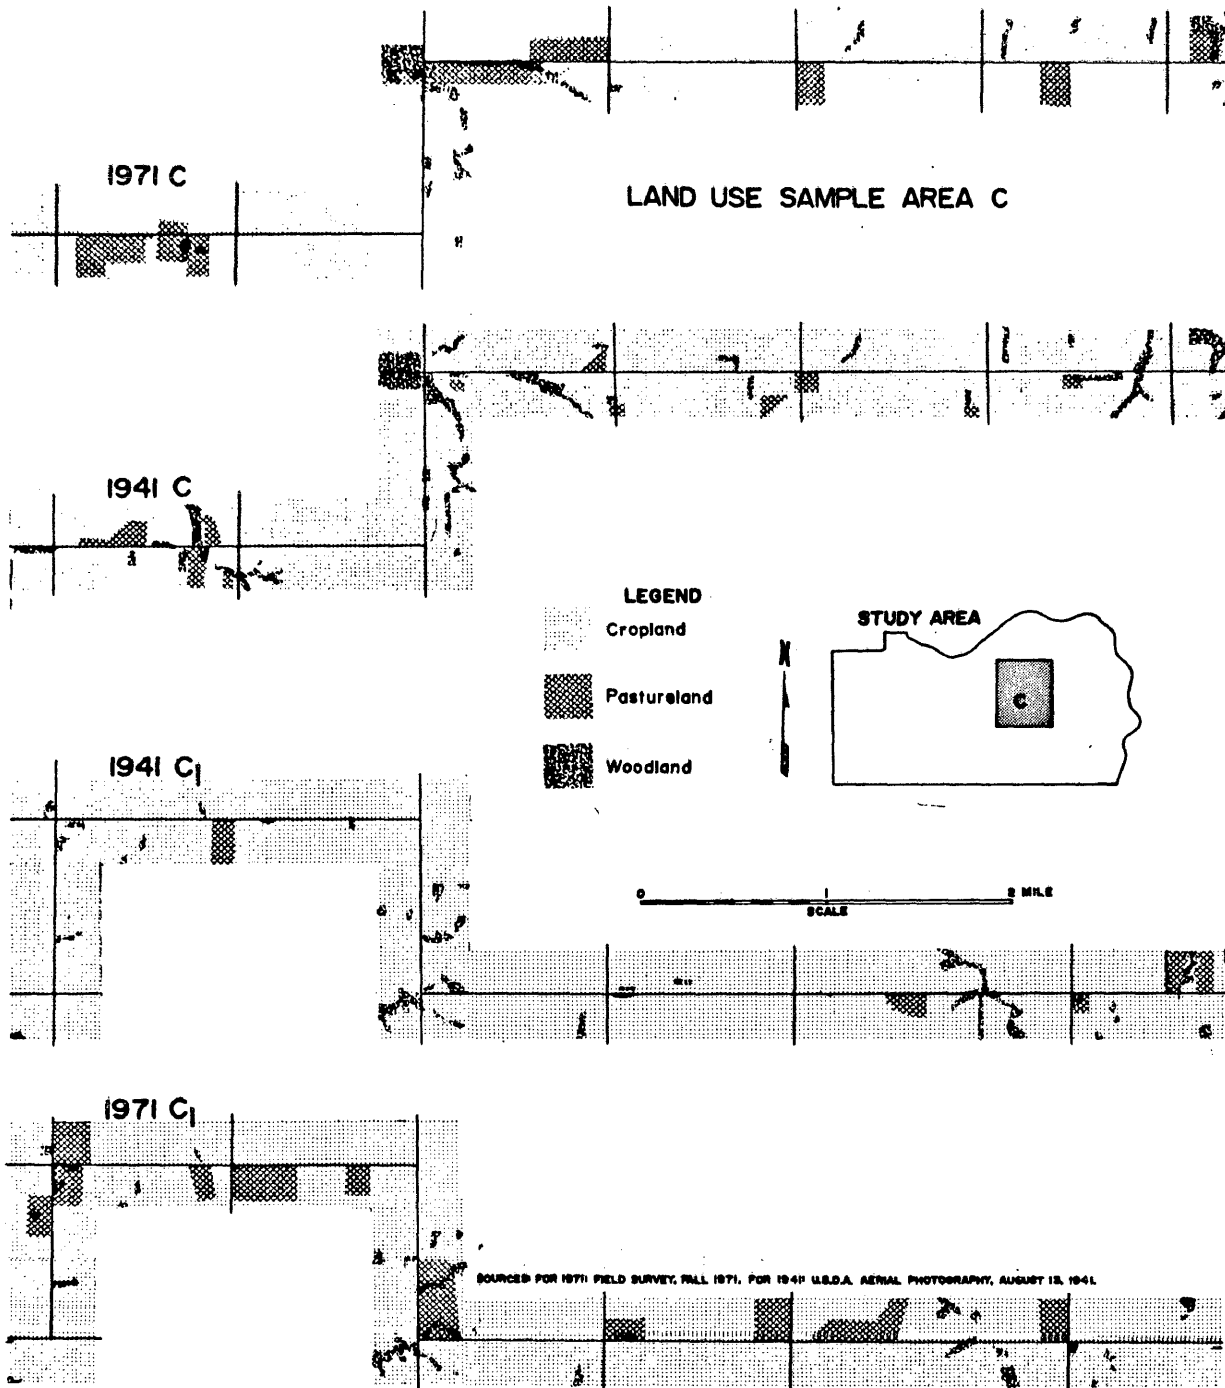 1971 C
LAND USE SAMPLE AREA C
1941 C
LEGEND
Cropland
Pastureland
Woodland
N
STUDY AREA
C
1941 C₁
0 1 2 MILE
SCALE
1971 C₁
SOURCES: FOR 1971: FIELD SURVEY, FALL 1971. FOR 1941: U.S.D.A. AERIAL PHOTOGRAPHY, AUGUST 13, 1941.